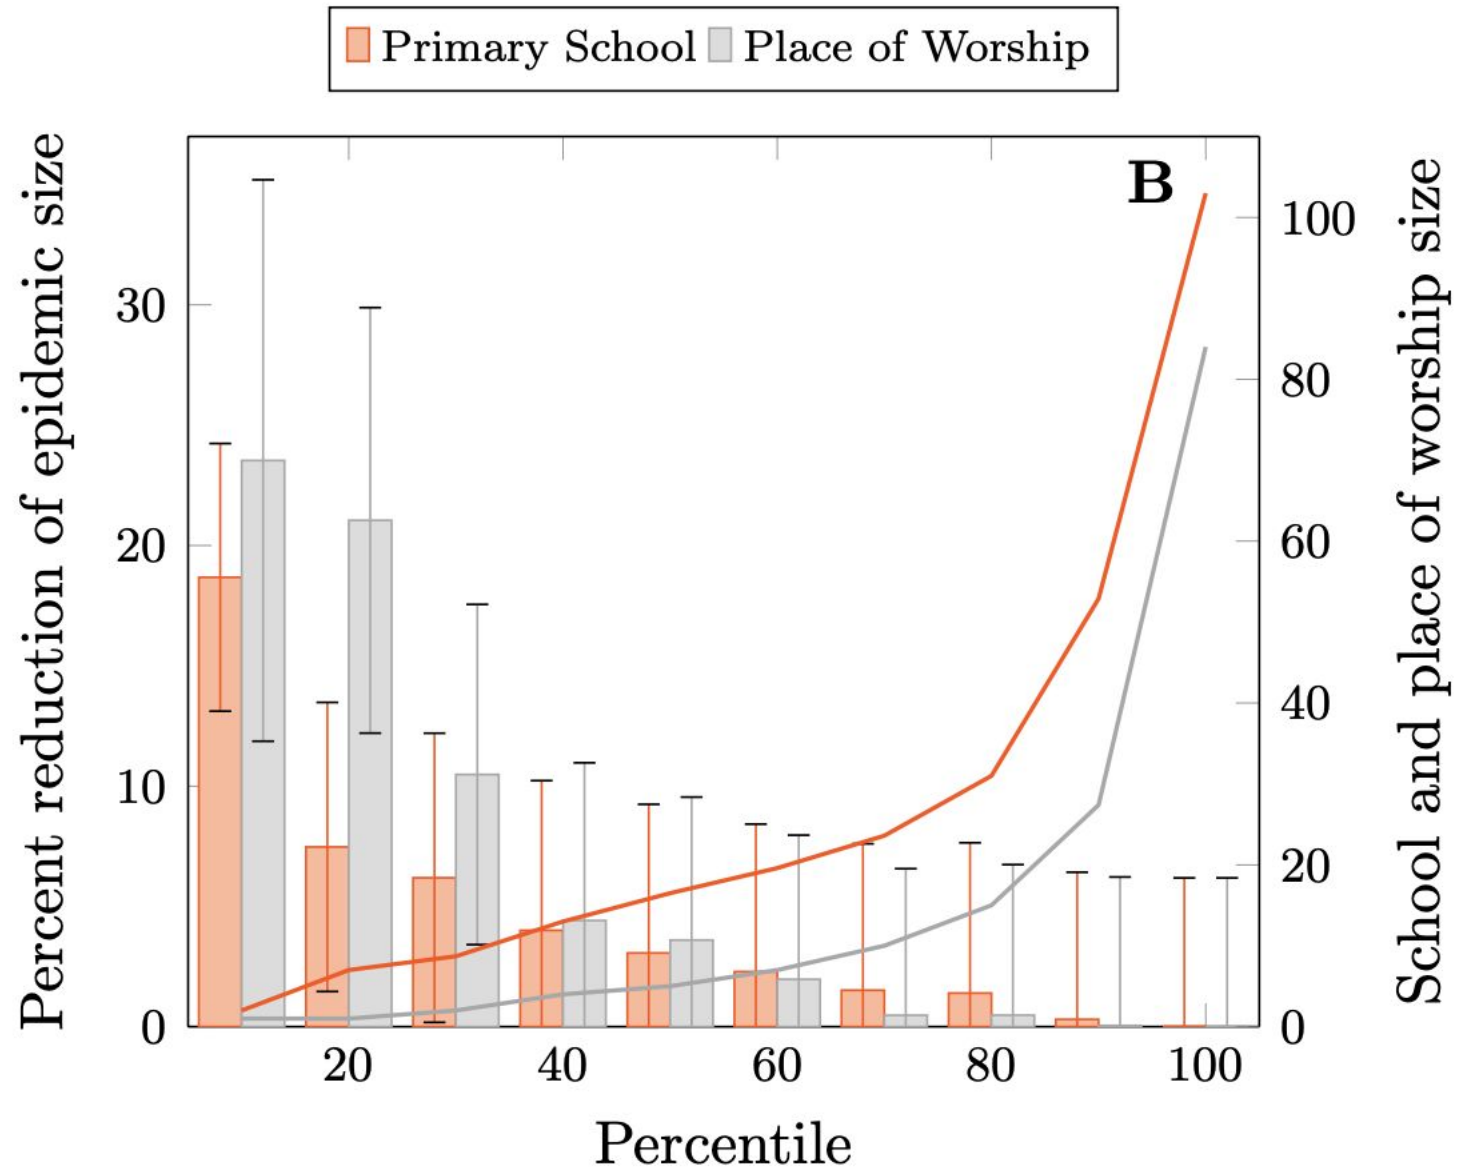 Primary School Place of Worship
B
Percent reduction of epidemic size
30
20
10
0
School and place of worship size
100
80
60
40
20
0
20 40 60 80 100
Percentile